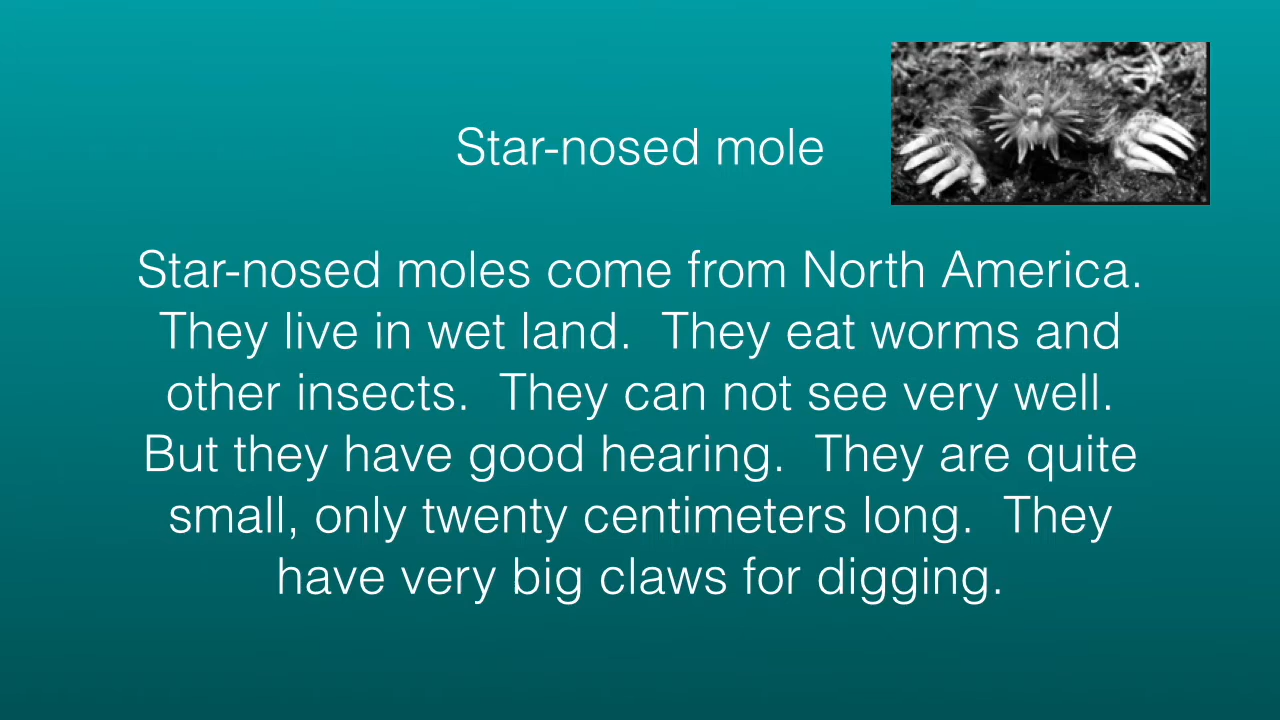 Star-nosed mole
Star-nosed moles come from North America.
They live in wet land.  They eat worms and
other insects.  They can not see very well.
But they have good hearing.  They are quite
small, only twenty centimeters long.  They
have very big claws for digging.